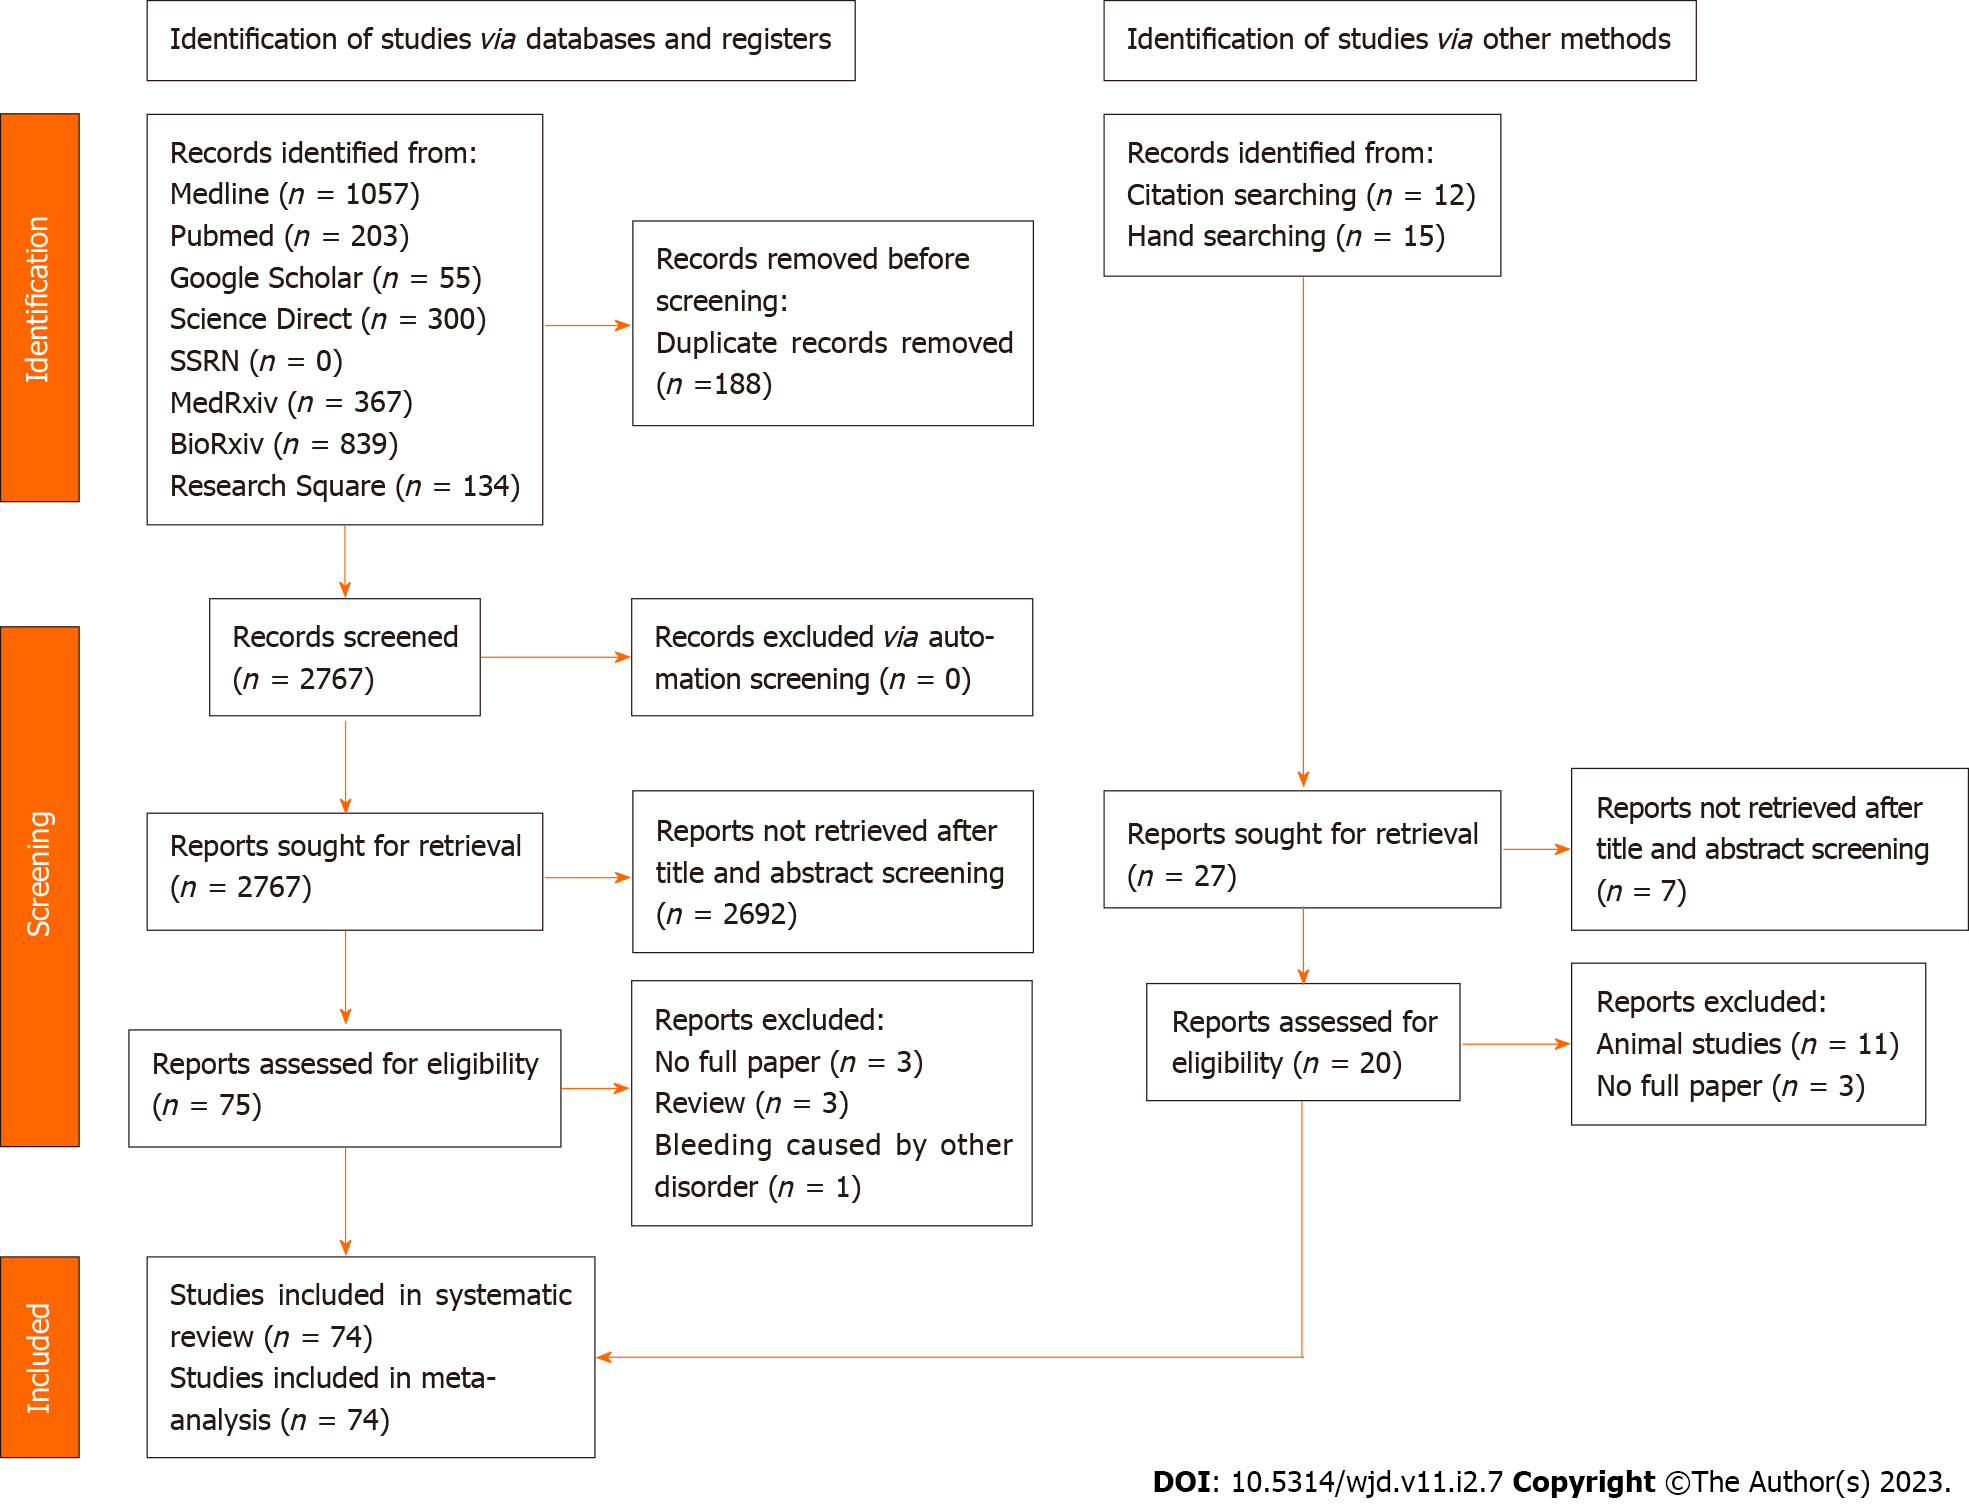 Identification of studies via databases and registers
Identification of studies via other methods
Identification
Records identified from:
Medline (n = 1057)
Pubmed (n = 203)
Google Scholar (n = 55)
Science Direct (n = 300)
SSRN (n = 0)
MedRxiv (n = 367)
BioRxiv (n = 839)
Research Square (n = 134)
Records removed before
screening:
Duplicate records removed
(n =188)
Records identified from:
Citation searching (n = 12)
Hand searching (n = 15)
Screening
Records screened
(n = 2767)
Records excluded via auto-
mation screening (n = 0)
Reports sought for retrieval
(n = 2767)
Reports not retrieved after
title and abstract screening
(n = 2692)
Reports sought for retrieval
(n = 27)
Reports not retrieved after
title and abstract screening
(n = 7)
Reports assessed for eligibility
(n = 75)
Reports excluded:
No full paper (n = 3)
Review (n = 3)
Bleeding caused by other
disorder (n = 1)
Reports assessed for
eligibility (n = 20)
Reports excluded:
Animal studies (n = 11)
No full paper (n = 3)
Included
Studies included in systematic
review (n = 74)
Studies included in meta-
analysis (n = 74)
DOI: 10.5314/wjd.v11.i2.7 Copyright ©The Author(s) 2023.